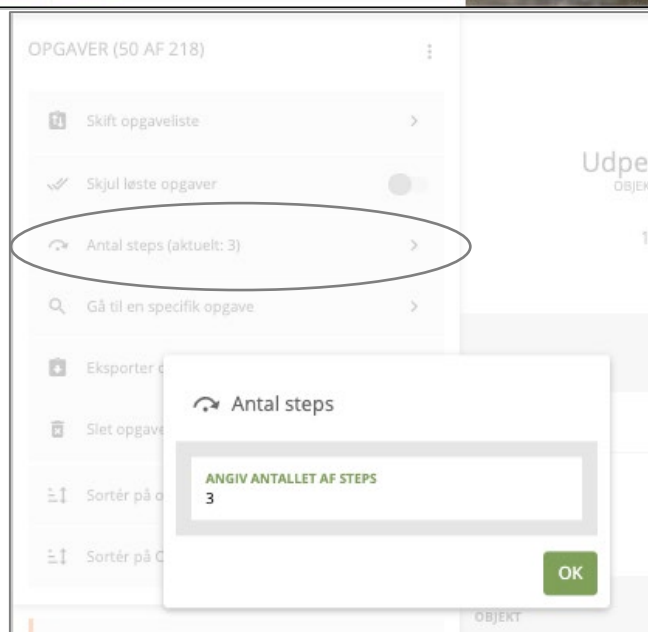 OPGAVER (50 AF 218)
Skift opgaveliste
Skjul løste opgaver
Antal steps (aktuelt: 3)
Gå til en specifik opgave
Eksporter
Slet opgave
Sortér på
Sortér på
Udpe
Antal steps
ANGIV ANTALLET AF STEPS
3
OK
OBJEKT